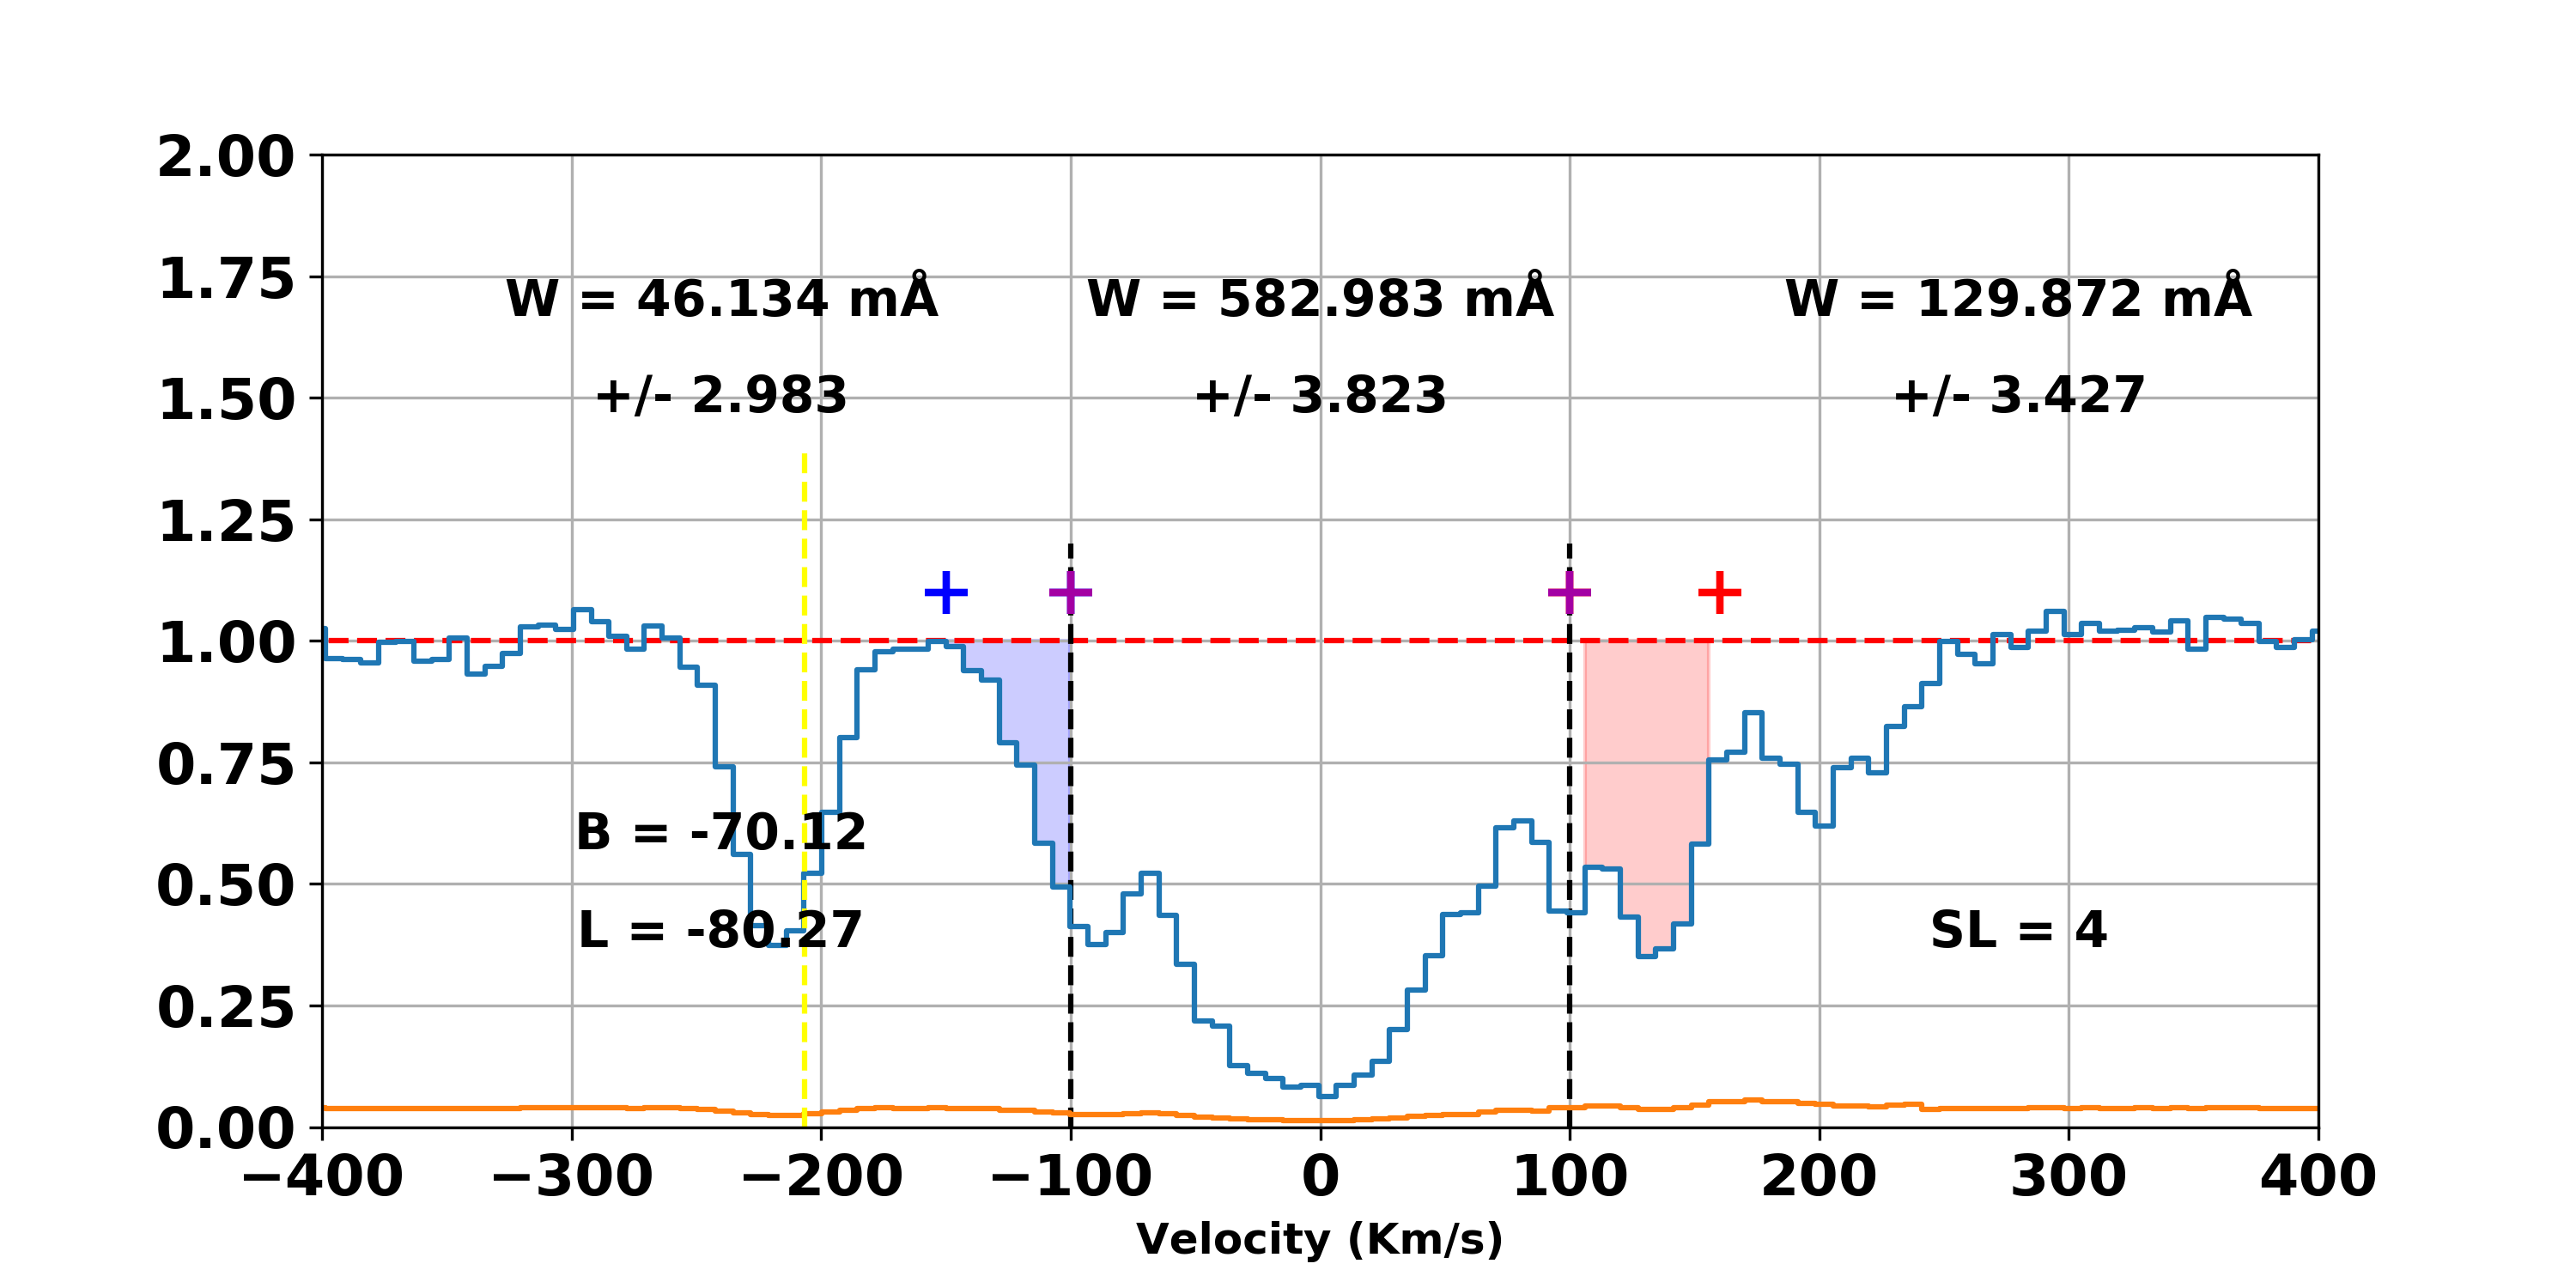 2.00
1.75
W = 46.134 mÅ W = 582.983 mÅ W = 129.872 mÅ
1.50
+/- 2.983 +/- 3.823 +/- 3.427
1.25
1.00
0.75
B = -70.12
0.50
L = -80.27 SL = 4
0.25
0.00
−400 −300 −200 −100 0 100 200 300 400
Velocity (Km/s)